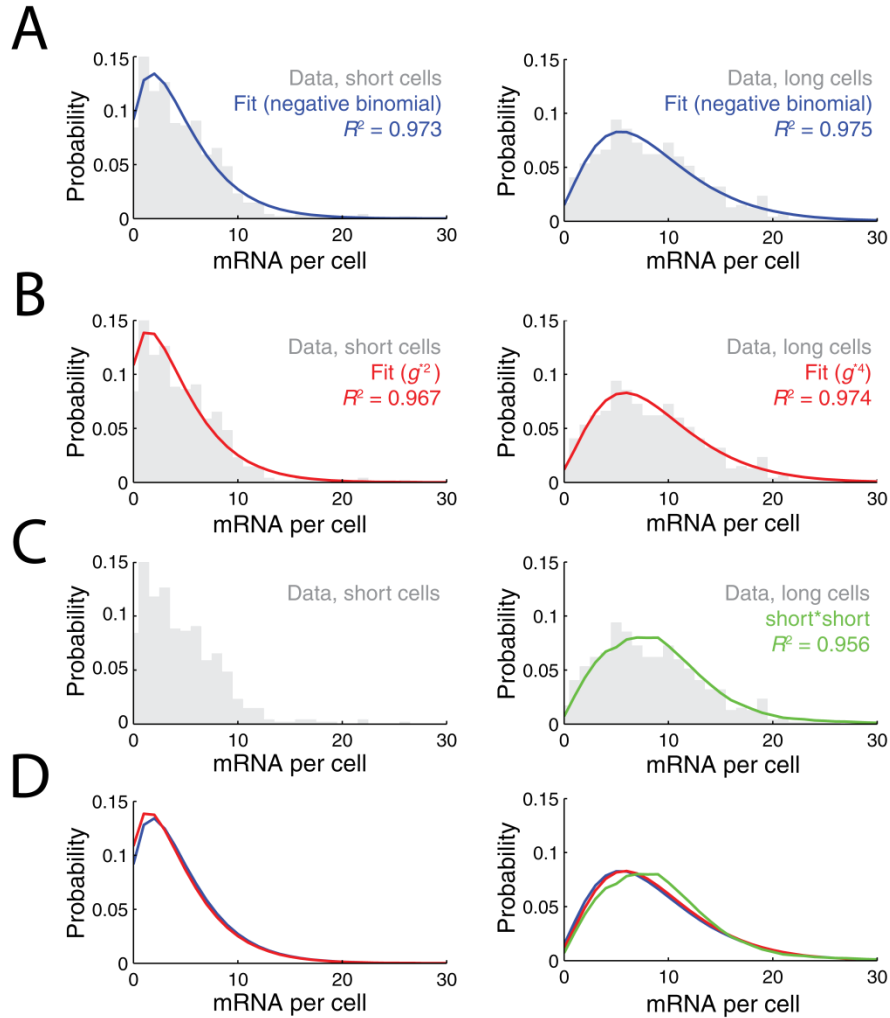 A
Probability
0.15
0.1
0.05
0
Data, short cells
Fit (negative binomial)
R² = 0.973
0
10
20
30
mRNA per cell
Probability
0.15
0.1
0.05
0
Data, long cells
Fit (negative binomial)
R² = 0.975
0
10
20
30
mRNA per cell
B
Probability
0.15
0.1
0.05
0
Data, short cells
Fit (g*²)
R² = 0.967
0
10
20
30
mRNA per cell
Probability
0.15
0.1
0.05
0
Data, long cells
Fit (g*⁴)
R² = 0.974
0
10
20
30
mRNA per cell
C
Probability
0.15
0.1
0.05
0
Data, short cells
0
10
20
30
mRNA per cell
Probability
0.15
0.1
0.05
0
Data, long cells
short*short
R² = 0.956
0
10
20
30
mRNA per cell
D
Probability
0.15
0.1
0.05
0
0
10
20
30
mRNA per cell
Probability
0.15
0.1
0.05
0
0
10
20
30
mRNA per cell